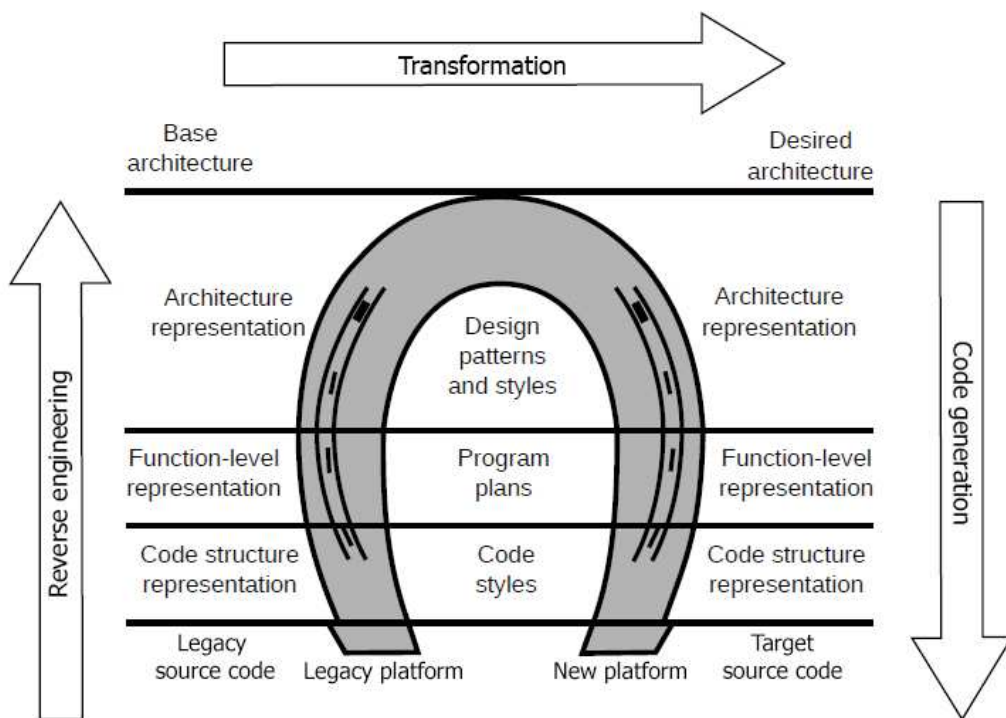 Transformation
Base
architecture
Desired
architecture
Reverse engineering
Architecture
representation
Design
patterns
and styles
Architecture
representation
Code generation
Function-level
representation
Program
plans
Function-level
representation
Code structure
representation
Code
styles
Code structure
representation
Legacy
source code
Legacy platform
New platform
Target
source code